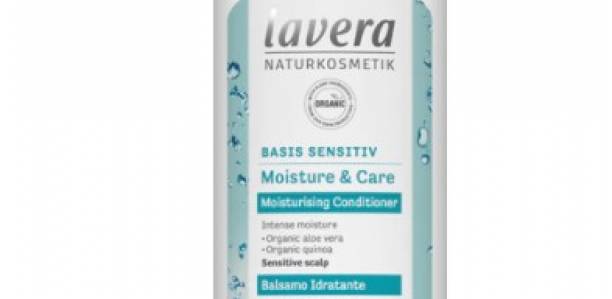 lavera
NATURKOSMETIK
ORGANIC
BASIS SENSITIV
Moisture & Care
Moisturising Conditioner
Intense moisture
• Organic aloe vera
• Organic quinoa
Sensitive scalp
Balsamo Idratante